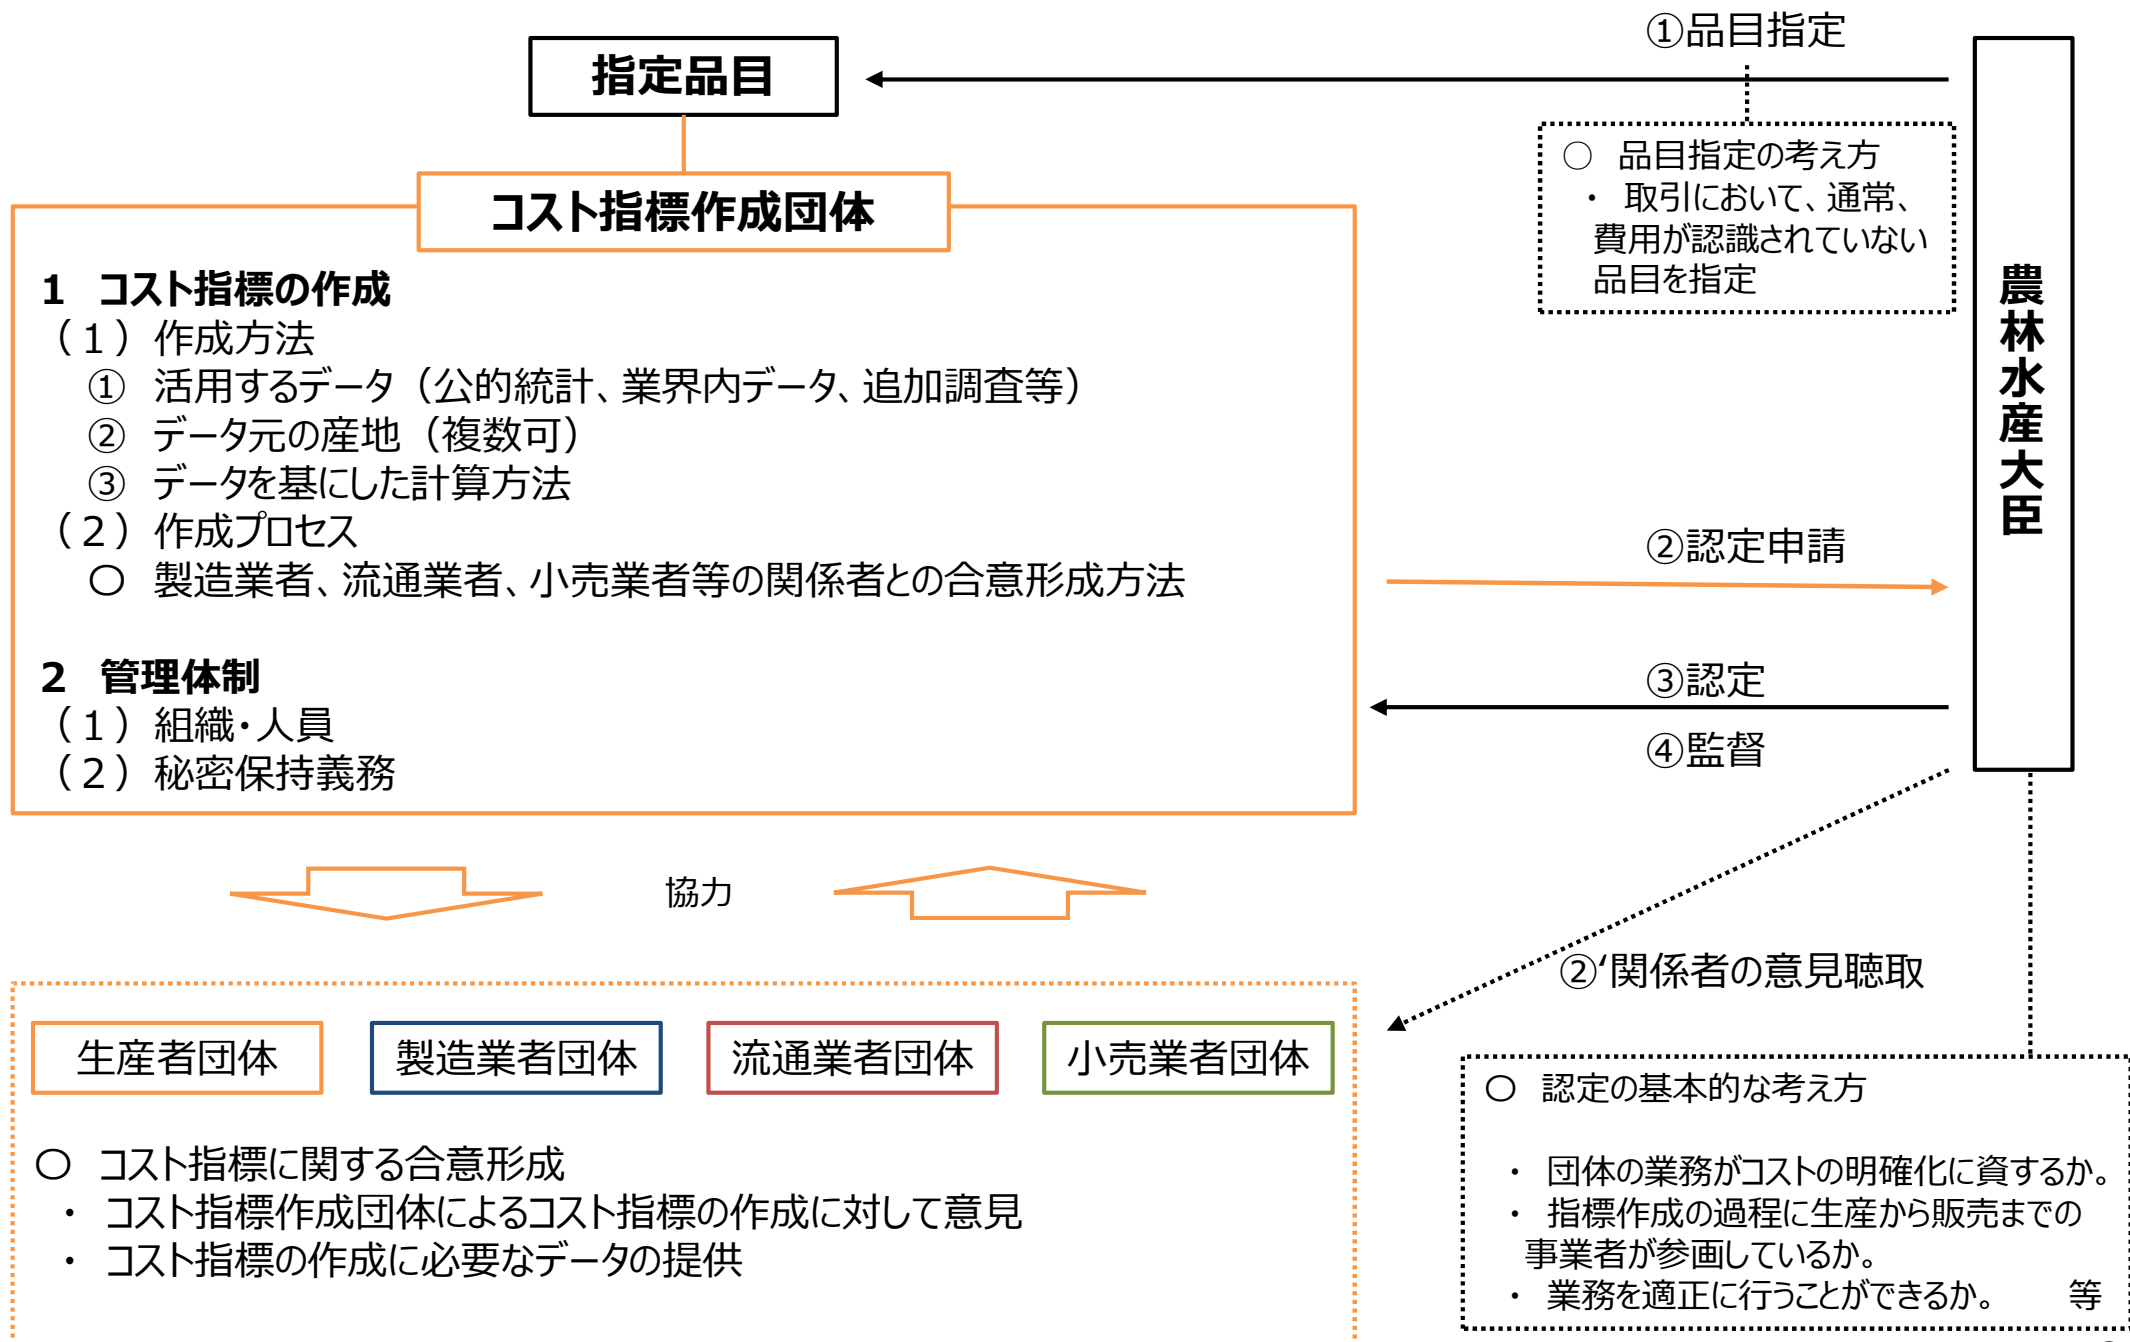 ①品目指定
指定品目
○ 品目指定の考え方
・ 取引において、通常、
費用が認識されていない
品目を指定
農林水産大臣
コスト指標作成団体
1 コスト指標の作成
（１）作成方法
① 活用するデータ（公的統計、業界内データ、追加調査等）
② データ元の産地（複数可）
③ データを基にした計算方法
（２）作成プロセス
〇 製造業者、流通業者、小売業者等の関係者との合意形成方法
2 管理体制
（１）組織・人員
（２）秘密保持義務
②認定申請
③認定
④監督
協力
②‘関係者の意見聴取
生産者団体
製造業者団体
流通業者団体
小売業者団体
〇 コスト指標に関する合意形成
・ コスト指標作成団体によるコスト指標の作成に対して意見
・ コスト指標の作成に必要なデータの提供
〇 認定の基本的な考え方
・ 団体の業務がコストの明確化に資するか。
・ 指標作成の過程に生産から販売までの
事業者が参画しているか。
・ 業務を適正に行うことができるか。 等